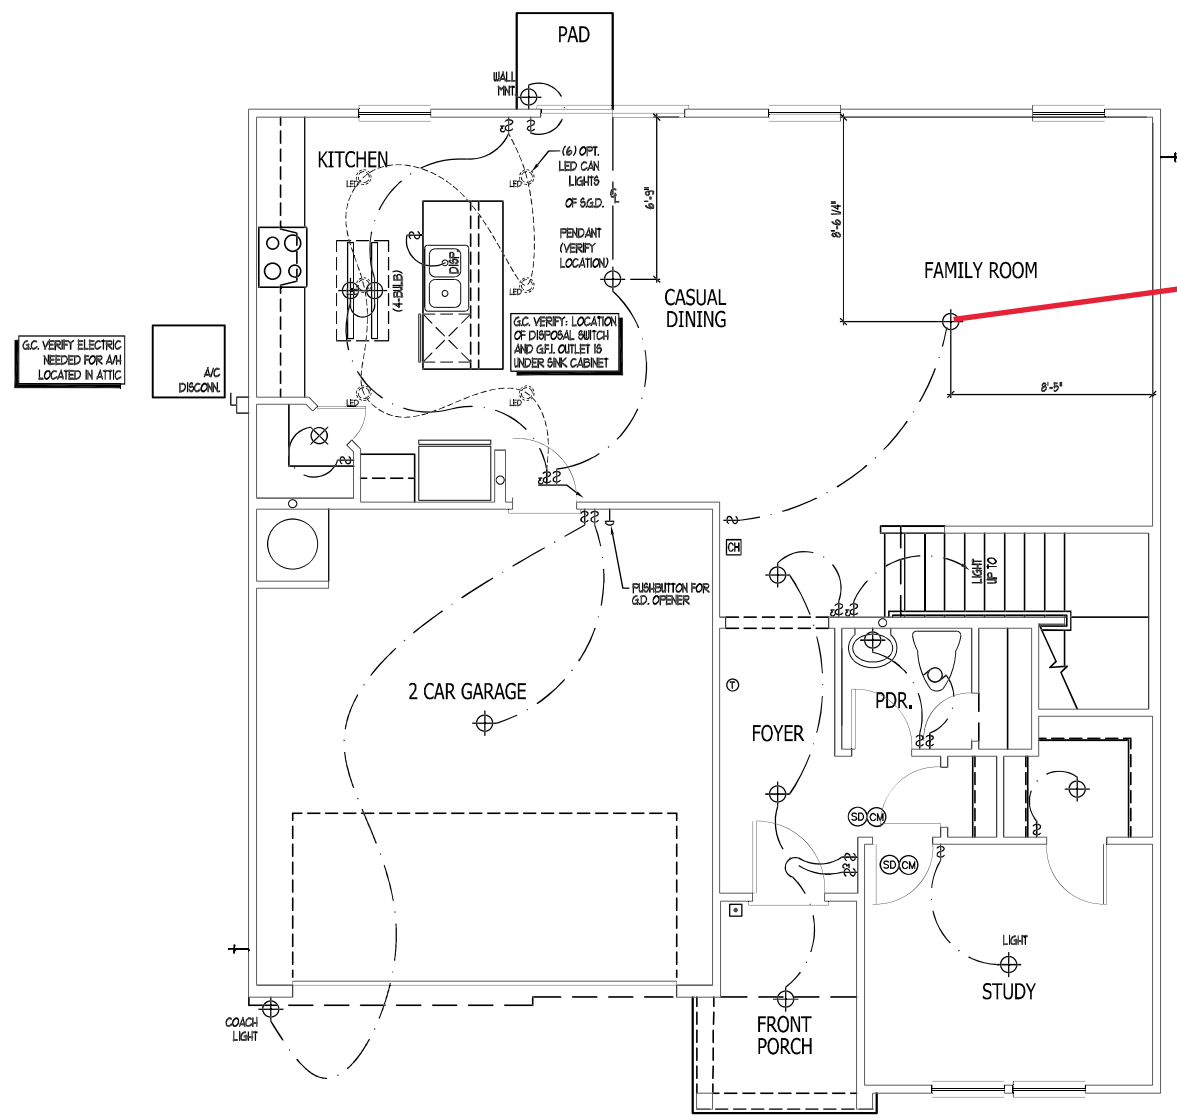 PAD
WALL
MNT.
KITCHEN
(6) OPT.
LED CAN
LIGHTS
LED
LED
℄
OF S.G.D.
6'-9"
8'-6 1/4"
PENDANT
(VERIFY
LOCATION)
DISP.
(4-BULB)
FAMILY ROOM
CASUAL
DINING
LED
G.C. VERIFY: LOCATION
OF DISPOSAL SWITCH
AND G.F.I. OUTLET IS
UNDER SINK CABINET
G.C. VERIFY ELECTRIC
NEEDED FOR A/H
LOCATED IN ATTIC
A/C
DISCONN.
8'-5"
LED
LED
CH
LIGHT
UP TO
PUSHBUTTON FOR
G.D. OPENER
2 CAR GARAGE
T
PDR.
FOYER
SD CM
SD CM
LIGHT
STUDY
COACH
LIGHT
FRONT
PORCH